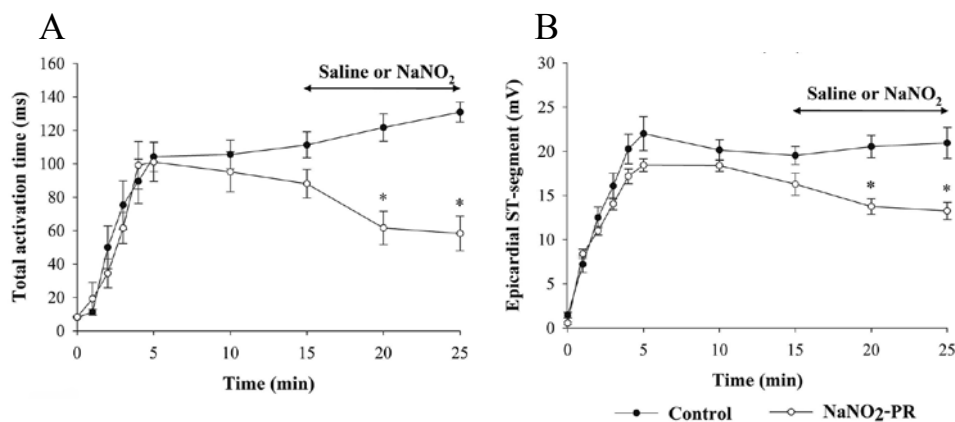 A
B
Total activation time (ms)
160
140
120
100
80
60
40
20
0
Saline or NaNO₂
*
*
0 5 10 15 20 25
Time (min)
Epicardial ST-segment (mV)
30
25
20
15
10
5
0
Saline or NaNO₂
*
*
0 5 10 15 20 25
Time (min)
Control NaNO2-PR